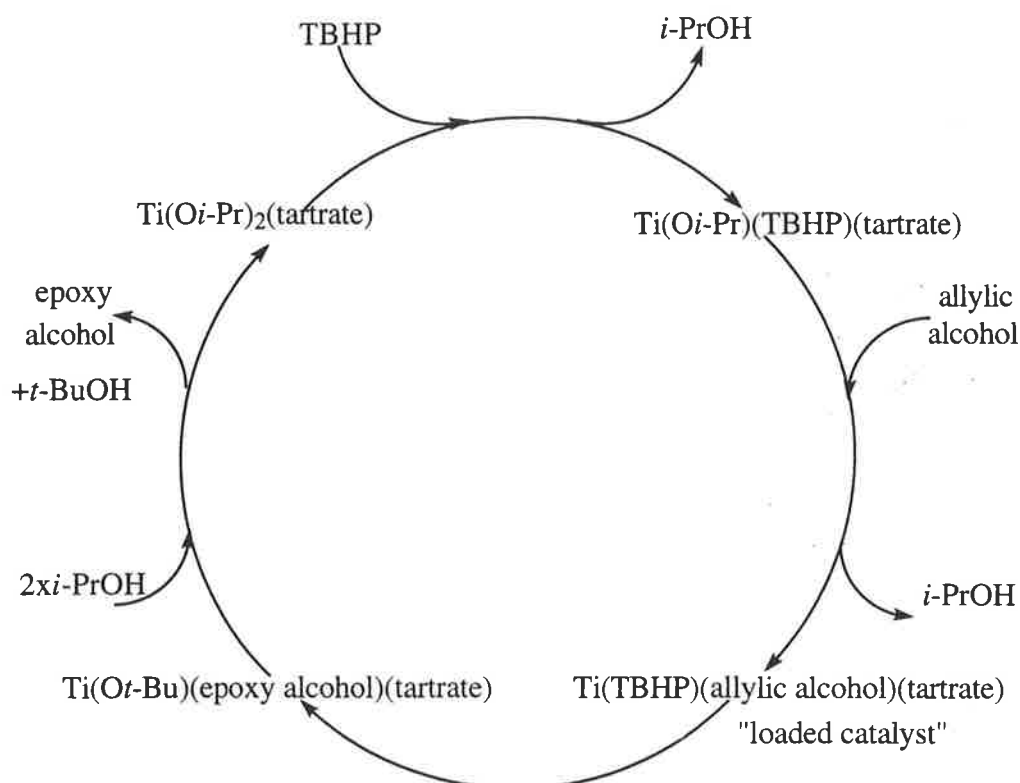 TBHP
i-PrOH
Ti(Oi-Pr)₂(tartrate)
Ti(Oi-Pr)(TBHP)(tartrate)
epoxy
alcohol
+t-BuOH
allylic
alcohol
2xi-PrOH
i-PrOH
Ti(Ot-Bu)(epoxy alcohol)(tartrate)
Ti(TBHP)(allylic alcohol)(tartrate)
"loaded catalyst"